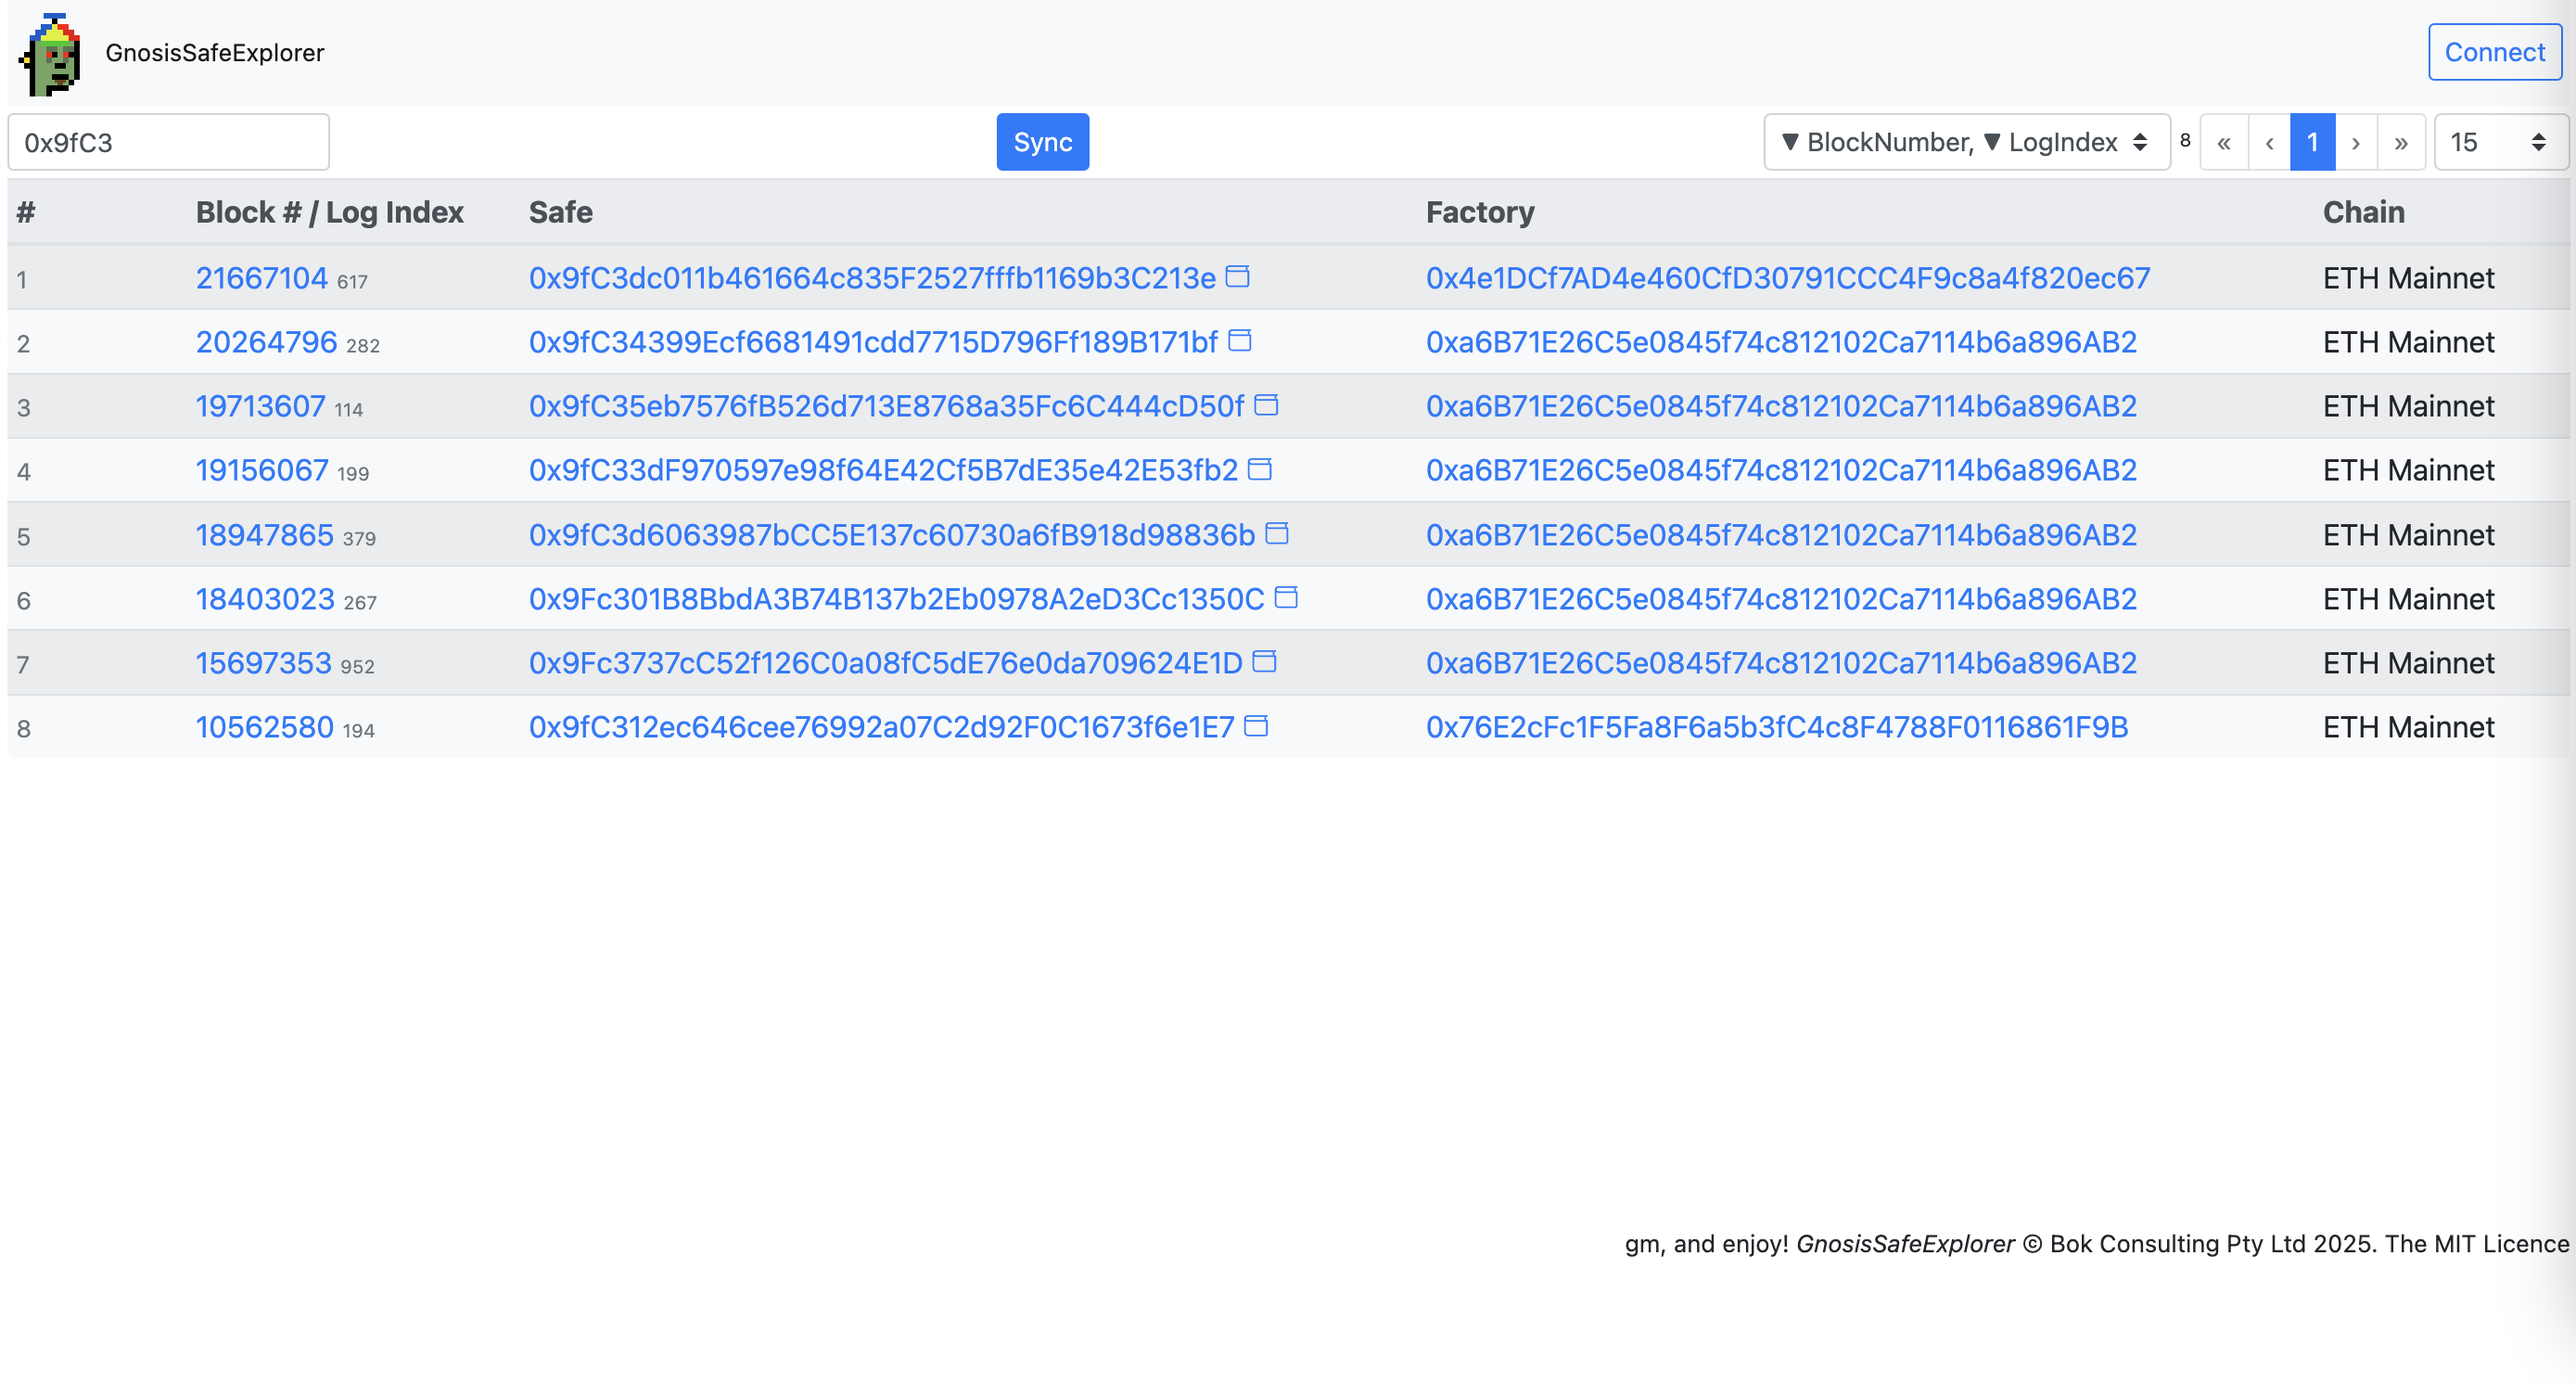 GnosisSafeExplorer
Connect
0x9fC3
Sync
▼ BlockNumber, ▼ LogIndex
8
« ‹ 1 › »
15
# Block # / Log Index Safe Factory Chain
1 21667104 617 0x9fC3dc011b461664c835F2527fffb1169b3C213e 0x4e1DCf7AD4e460CfD30791CCC4F9c8a4f820ec67 ETH Mainnet
2 20264796 282 0x9fC34399Ecf6681491cdd7715D796Ff189B171bf 0xa6B71E26C5e0845f74c812102Ca7114b6a896AB2 ETH Mainnet
3 19713607 114 0x9fC35eb7576fB526d713E8768a35Fc6C444cD50f 0xa6B71E26C5e0845f74c812102Ca7114b6a896AB2 ETH Mainnet
4 19156067 199 0x9fC33dF970597e98f64E42Cf5B7dE35e42E53fb2 0xa6B71E26C5e0845f74c812102Ca7114b6a896AB2 ETH Mainnet
5 18947865 379 0x9fC3d6063987bCC5E137c60730a6fB918d98836b 0xa6B71E26C5e0845f74c812102Ca7114b6a896AB2 ETH Mainnet
6 18403023 267 0x9Fc301B8BbdA3B74B137b2Eb0978A2eD3Cc1350C 0xa6B71E26C5e0845f74c812102Ca7114b6a896AB2 ETH Mainnet
7 15697353 952 0x9Fc3737cC52f126C0a08fC5dE76e0da709624E1D 0xa6B71E26C5e0845f74c812102Ca7114b6a896AB2 ETH Mainnet
8 10562580 194 0x9fC312ec646cee76992a07C2d92F0C1673f6e1E7 0x76E2cFc1F5Fa8F6a5b3fC4c8F4788F0116861F9B ETH Mainnet
gm, and enjoy! GnosisSafeExplorer © Bok Consulting Pty Ltd 2025. The MIT Licence